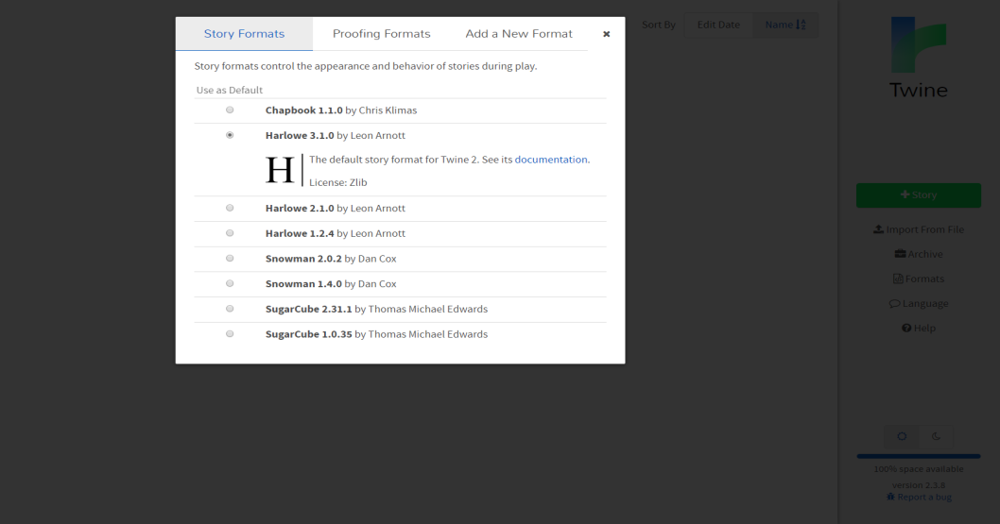 Story Formats
Proofing Formats
Add a New Format
Story formats control the appearance and behavior of stories during play.
Use as Default
Chapbook 1.1.0 by Chris Klimas
Harlowe 3.1.0 by Leon Arnott
H
The default story format for Twine 2. See its documentation.
License: Zlib
Harlowe 2.1.0 by Leon Arnott
Harlowe 1.2.4 by Leon Arnott
Snowman 2.0.2 by Dan Cox
Snowman 1.4.0 by Dan Cox
SugarCube 2.31.1 by Thomas Michael Edwards
SugarCube 1.0.35 by Thomas Michael Edwards
Sort By
Edit Date
Name
Twine
Story
Import From File
Archive
Formats
Language
Help
100% space available
version 2.3.8
Report a bug